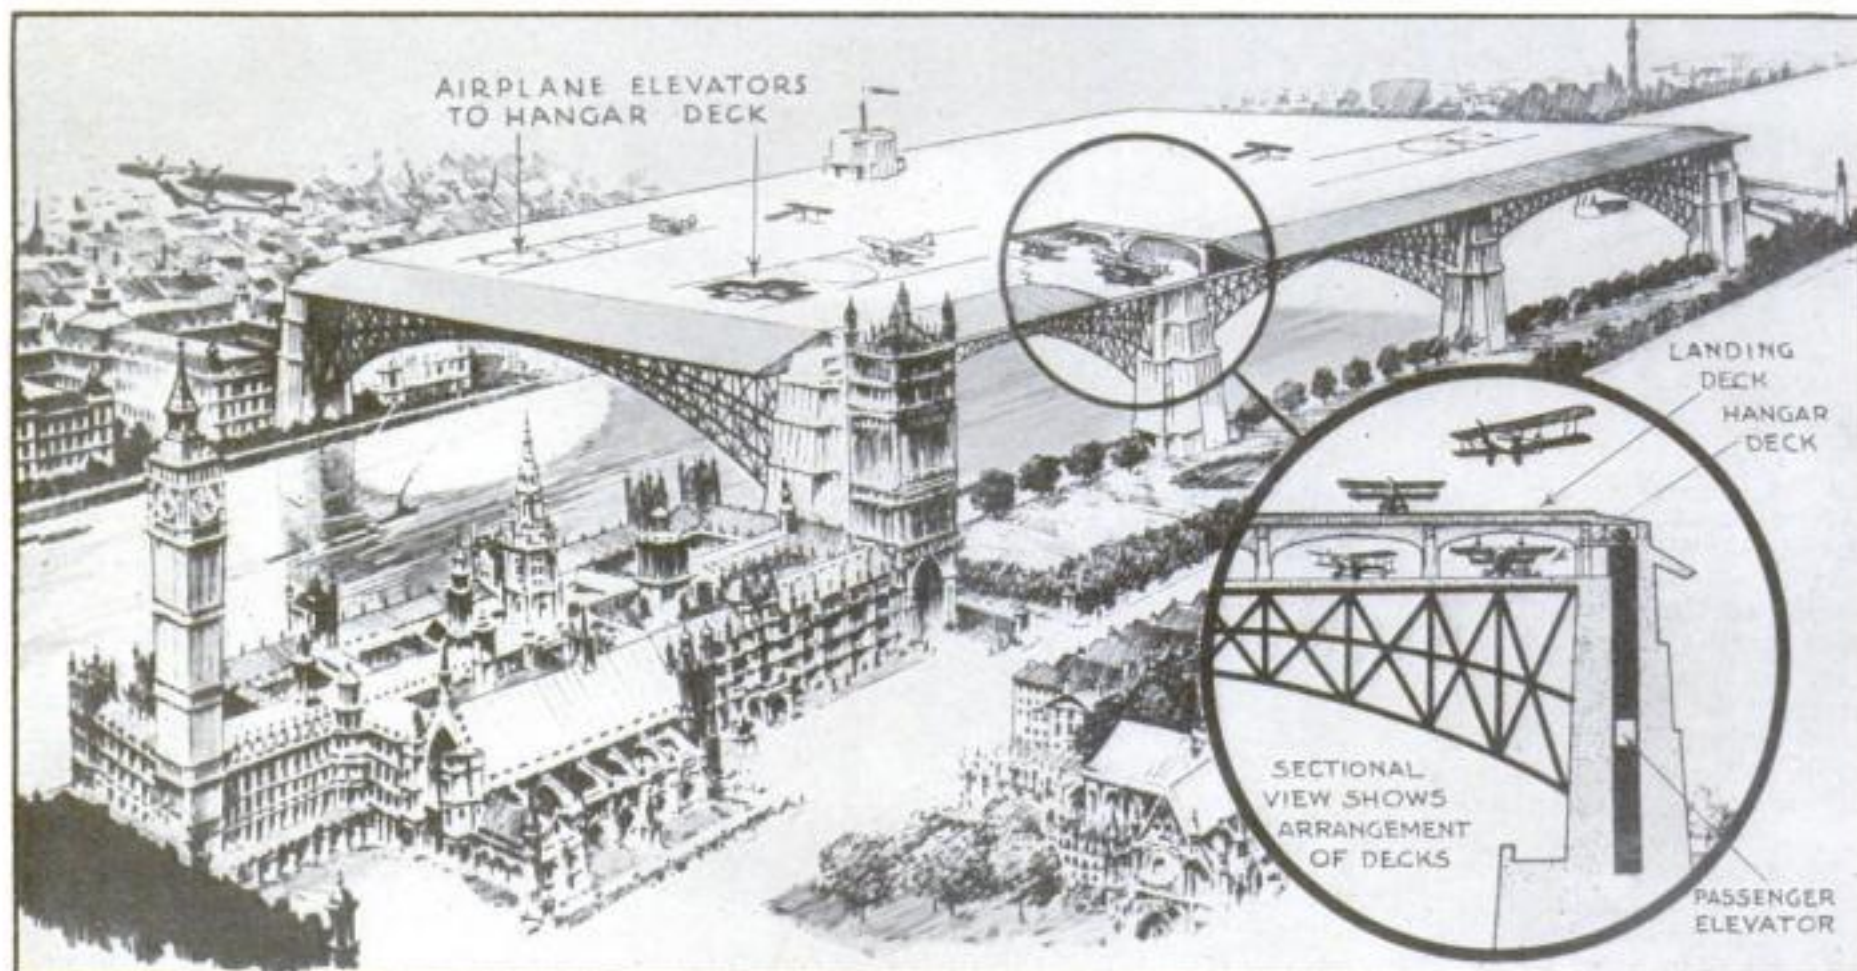 AIRPLANE ELEVATORS
TO HANGAR DECK
LANDING
DECK
HANGAR
DECK
SECTIONAL
VIEW SHOWS
ARRANGEMENT
OF DECKS
PASSENGER
ELEVATOR